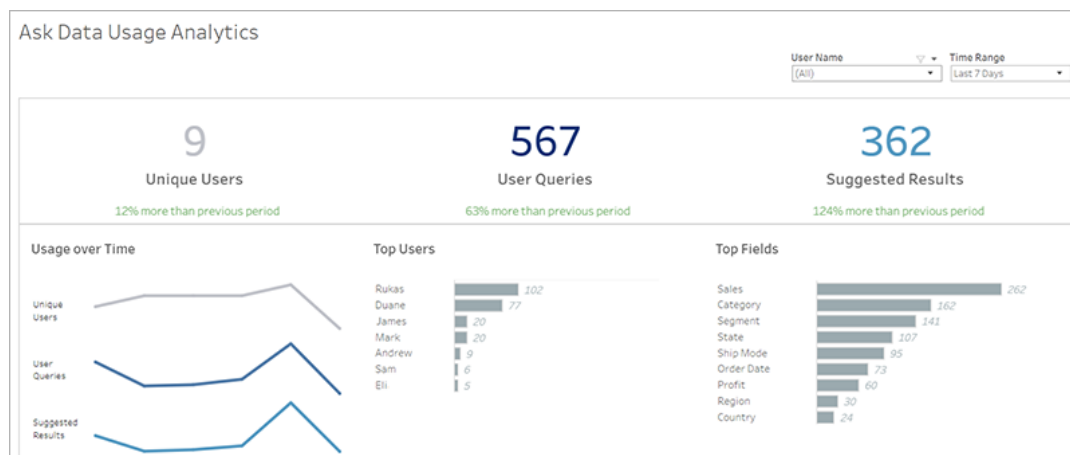 Ask Data Usage Analytics
User Name
Time Range
(All)
Last 7 Days
9
567
362
Unique Users
User Queries
Suggested Results
12% more than previous period
63% more than previous period
124% more than previous period
Usage over Time
Unique
Users
User
Queries
Suggested
Results
Top Users
Rukas 102
Duane 77
James 20
Mark 20
Andrew 9
Sam 6
Eli 5
Top Fields
Sales 262
Category 162
Segment 141
State 107
Ship Mode 95
Order Date 73
Profit 60
Region 30
Country 24